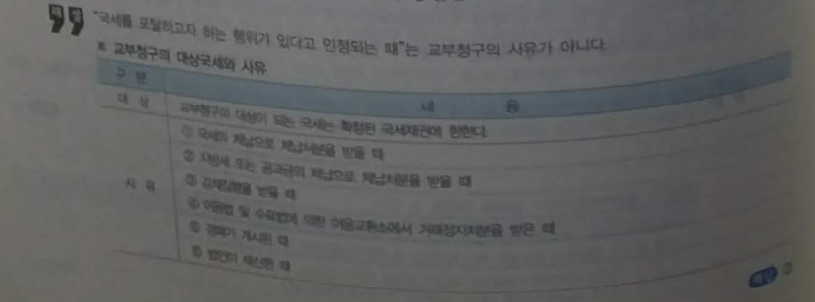 "국세를 포탈하고자 하는 행위가 있다고 인정되는 때"는 교부청구의 사유가 아니다.
※ 교부청구의 대상국세와 사유
구 분 내 용
대 상 교부청구의 대상이 되는 국세는 확정된 국세채권에 한한다.
① 국세의 체납으로 체납처분을 받을 때
② 지방세 또는 공과금의 체납으로 체납처분을 받을 때
사 유 ③ 강제집행을 받을 때
④ 어음법 및 수표법에 의한 어음교환소에서 거래정지처분을 받은 때
⑤ 경매가 개시된 때
⑥ 법인이 해산한 때
해답 ②